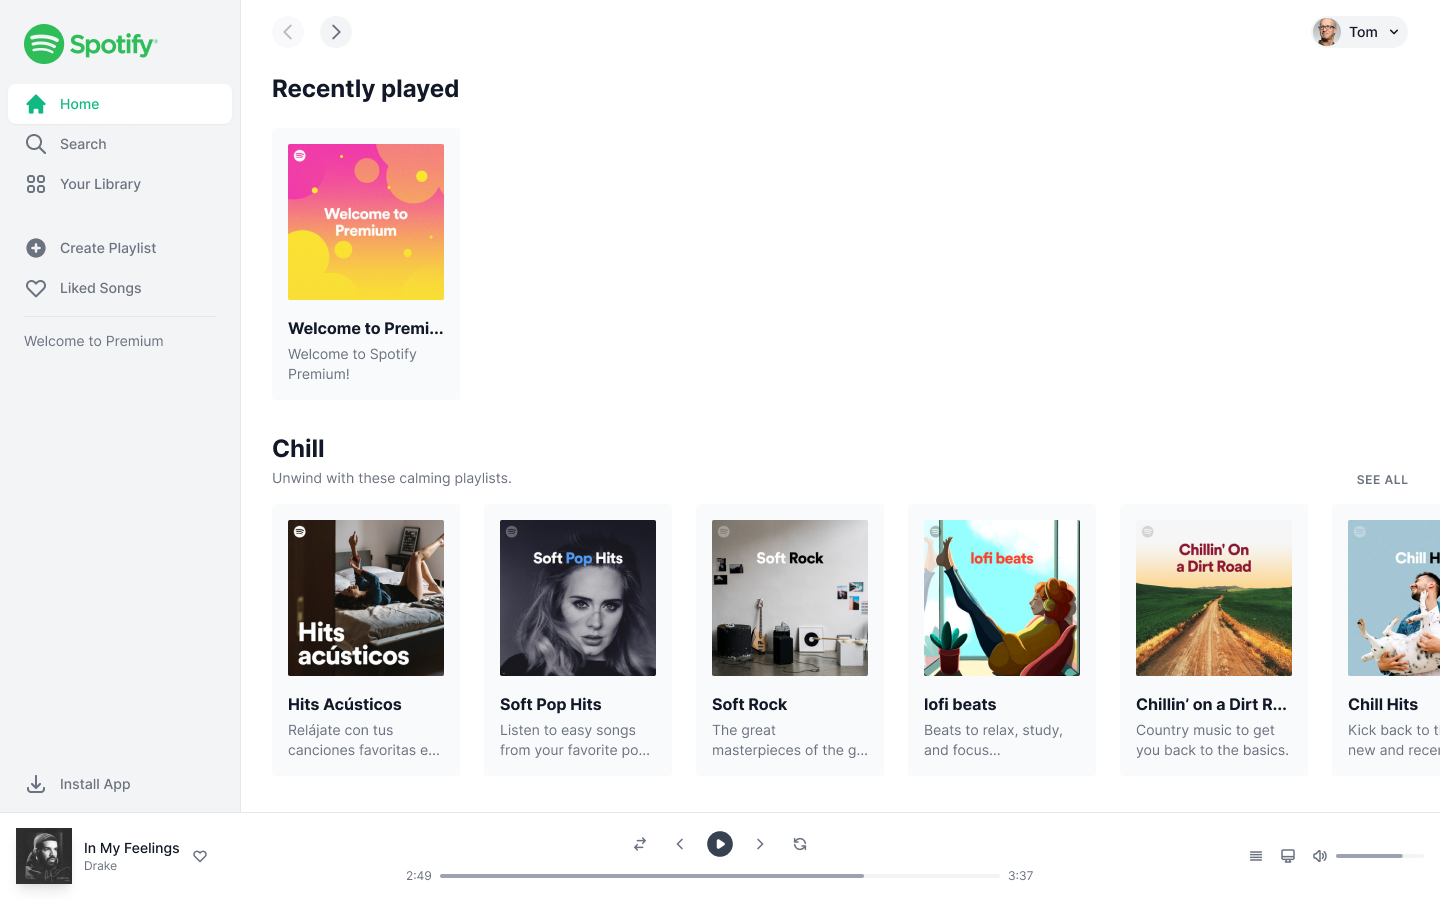 Spotify
Home
Search
Your Library
Create Playlist
Liked Songs
Welcome to Premium
Install App
Tom
Recently played
Welcome to
Premium
Welcome to Premi...
Welcome to Spotify
Premium!
Chill
Unwind with these calming playlists.
SEE ALL
Hits
acústicos
Hits Acústicos
Relájate con tus
canciones favoritas e...
Soft Pop Hits
Soft Pop Hits
Listen to easy songs
from your favorite po...
Soft Rock
Soft Rock
The great
masterpieces of the g...
lofi beats
lofi beats
Beats to relax, study,
and focus...
Chillin' On
a Dirt Road
Chillin’ on a Dirt R...
Country music to get
you back to the basics.
Chill H
Chill Hits
Kick back to t
new and recer
In My Feelings
Drake
2:49
3:37